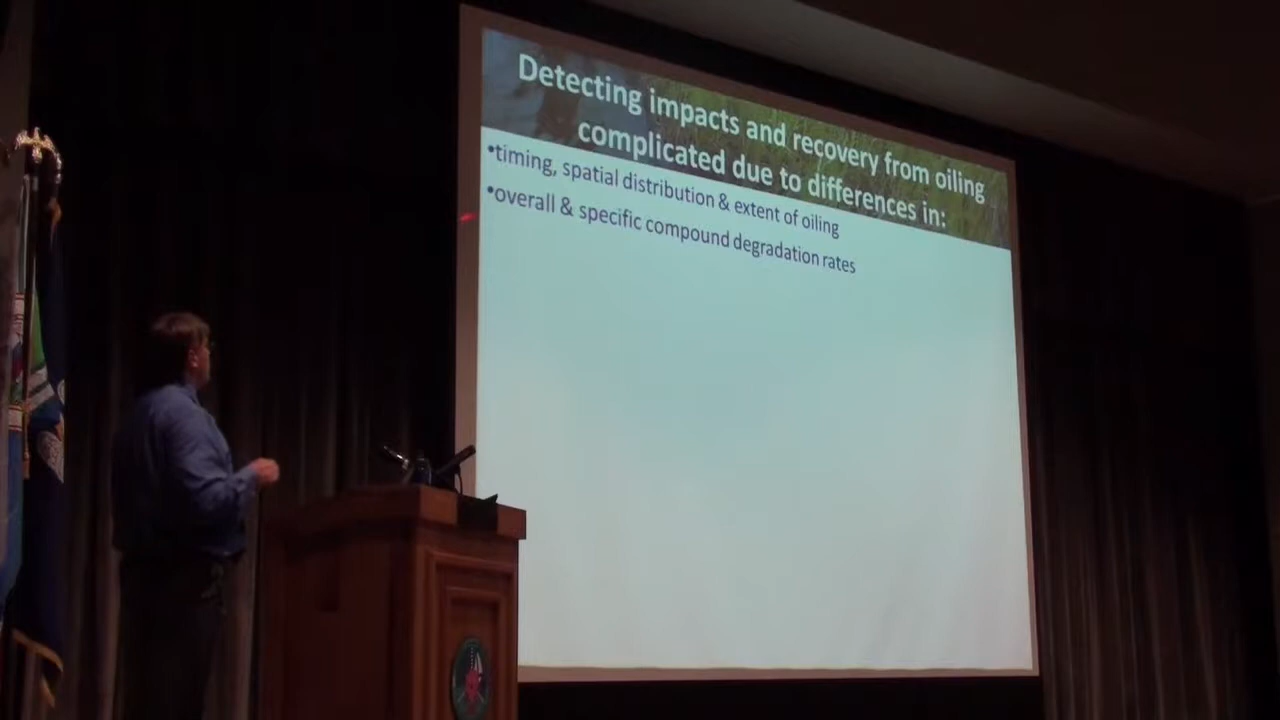 Detecting impacts and recovery from oiling
complicated due to differences in:
•timing, spatial distribution & extent of oiling
•overall & specific compound degradation rates